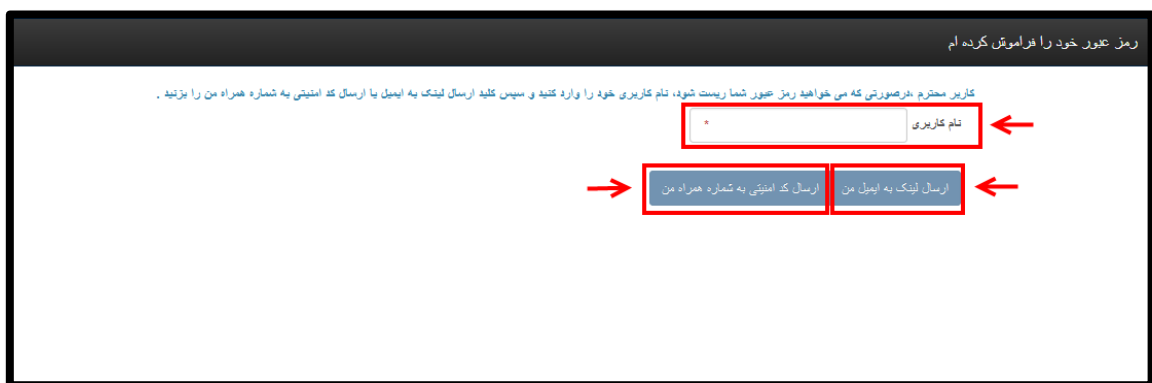 رمز عبور خود را فراموش کرده ام
کاربر محترم ،درصورتی که می خواهید رمز عبور شما ریست شود، نام کاربری خود را وارد کنید و سپس کلید ارسال لینک به ایمیل یا ارسال کد امنیتی به شماره همراه من را بزنید .
نام کاربری *
ارسال لینک به ایمیل من ارسال کد امنیتی به شماره همراه من